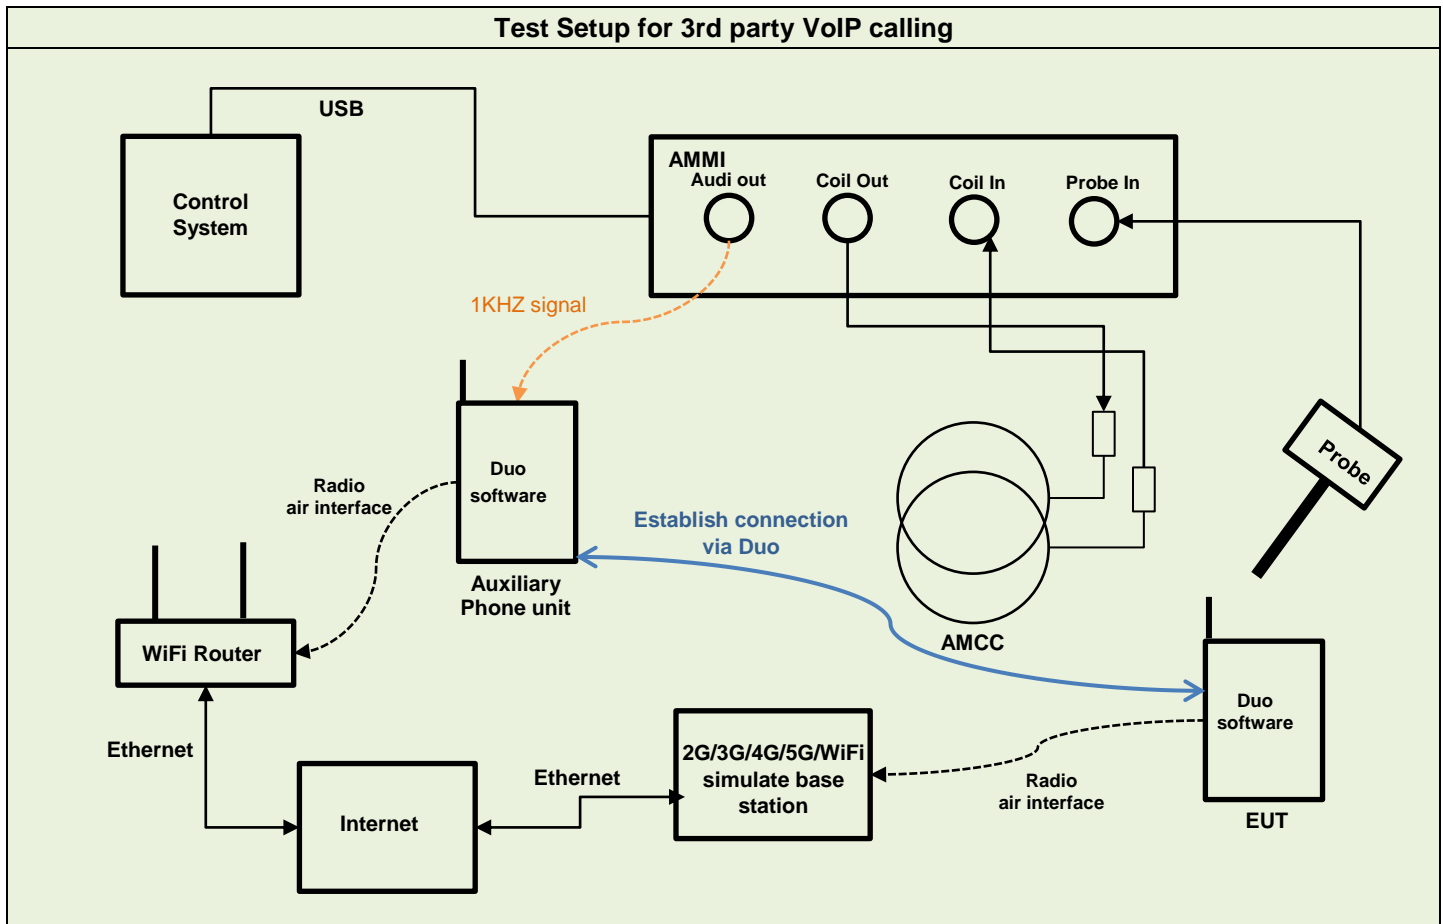 Test Setup for 3rd party VoIP calling
USB
Control
System
AMMI
Audi out
Coil Out
Coil In
Probe In
1KHZ signal
Probe
Duo
software
Radio
air interface
Establish connection
via Duo
Auxiliary
Phone unit
AMCC
WiFi Router
Duo
software
Ethernet
2G/3G/4G/5G/WiFi
simulate base
station
Ethernet
Radio
air interface
Internet
EUT